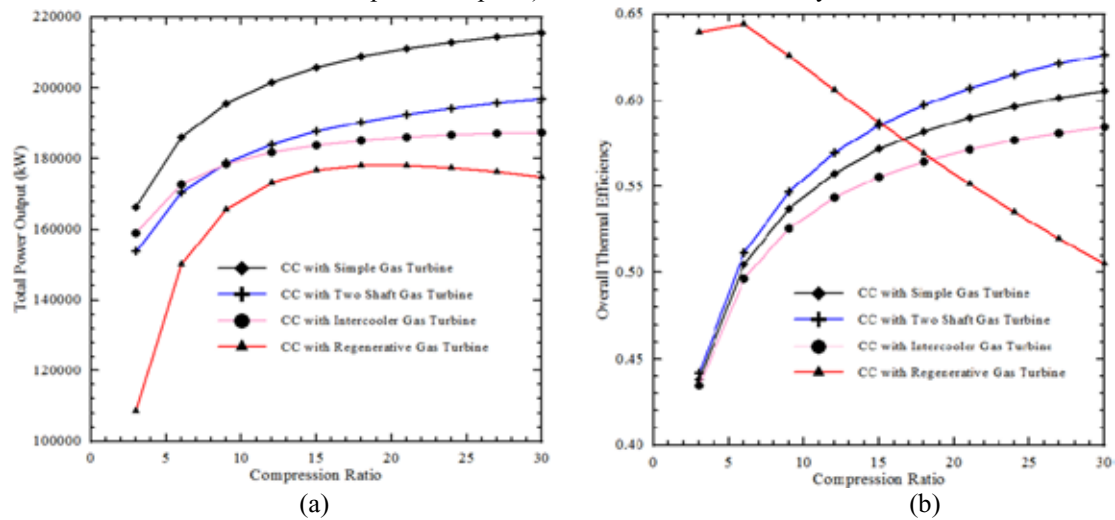 220000
200000
180000
160000
140000
120000
100000
Total Power Output (kW)
CC with Simple Gas Turbine
CC with Two Shaft Gas Turbine
CC with Intercooler Gas Turbine
CC with Regenerative Gas Turbine
0 5 10 15 20 25 30
Compression Ratio
(a)
0.65
0.60
0.55
0.50
0.45
0.40
Overall Thermal Efficiency
CC with Simple Gas Turbine
CC with Two Shaft Gas Turbine
CC with Intercooler Gas Turbine
CC with Regenerative Gas Turbine
0 5 10 15 20 25 30
Compression Ratio
(b)